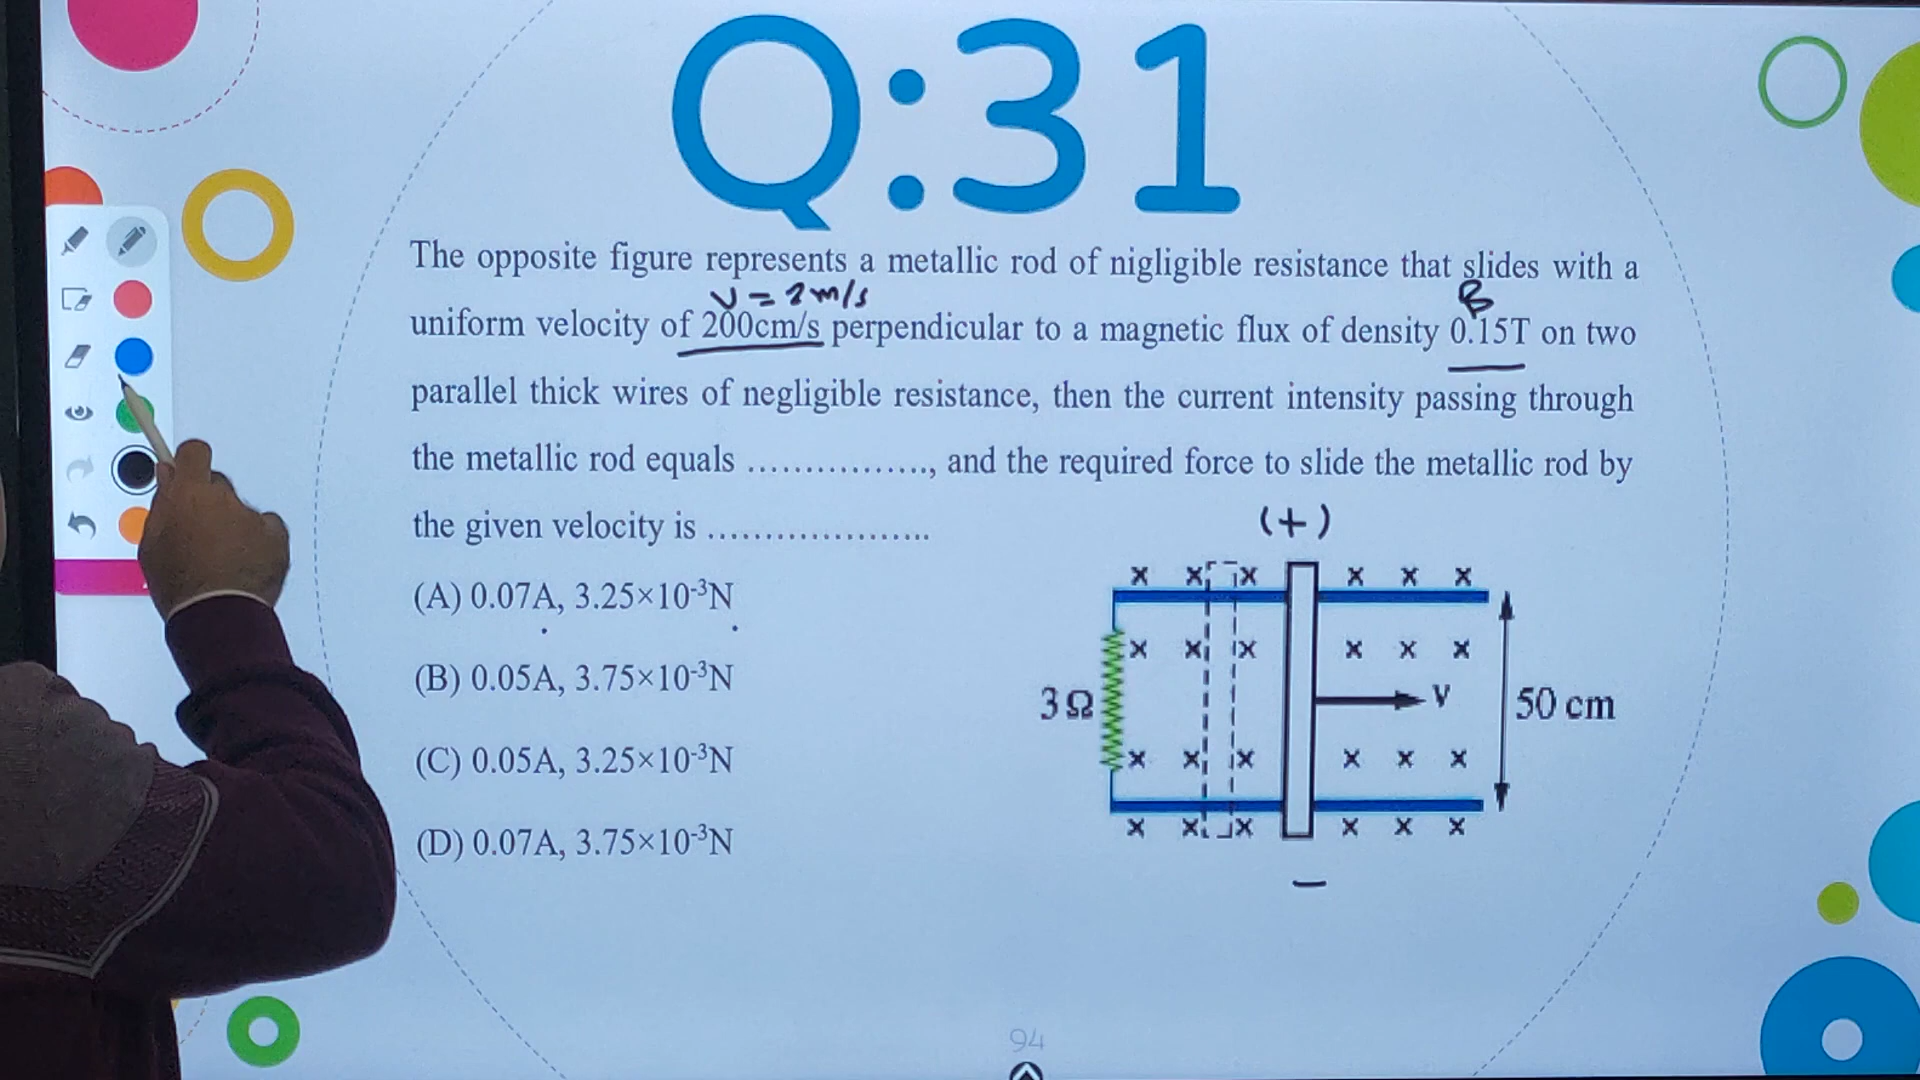 Q:31
The opposite figure represents a metallic rod of nigligible resistance that slides with a
V = 2m/s
B
uniform velocity of 200cm/s perpendicular to a magnetic flux of density 0.15T on two
parallel thick wires of negligible resistance, then the current intensity passing through
the metallic rod equals ................, and the required force to slide the metallic rod by
the given velocity is ....................
(A) 0.07A, 3.25×10⁻³N
(B) 0.05A, 3.75×10⁻³N
(C) 0.05A, 3.25×10⁻³N
(D) 0.07A, 3.75×10⁻³N
(+)
x x x x x x
x x x x x x
3Ω
v
50 cm
x x x x x x
x x x x x x
−
94